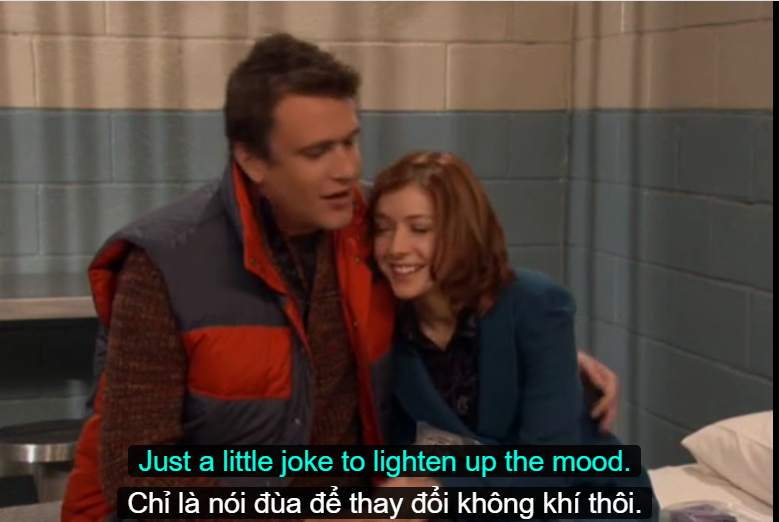 Just a little joke to lighten up the mood.
Chỉ là nói đùa để thay đổi không khí thôi.